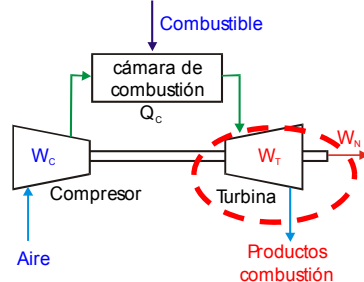 Combustible
cámara de
combustión
Q_C
W_C
W_T
W_N
Compresor
Turbina
Aire
Productos
combustión